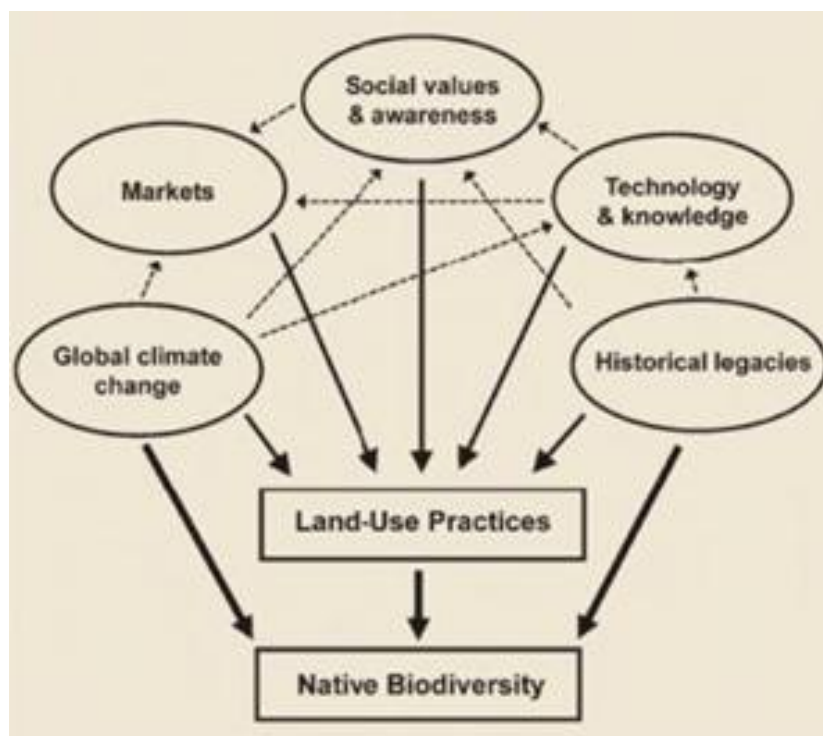 Social values
& awareness
Markets
Technology
& knowledge
Global climate
change
Historical legacies
Land-Use Practices
Native Biodiversity